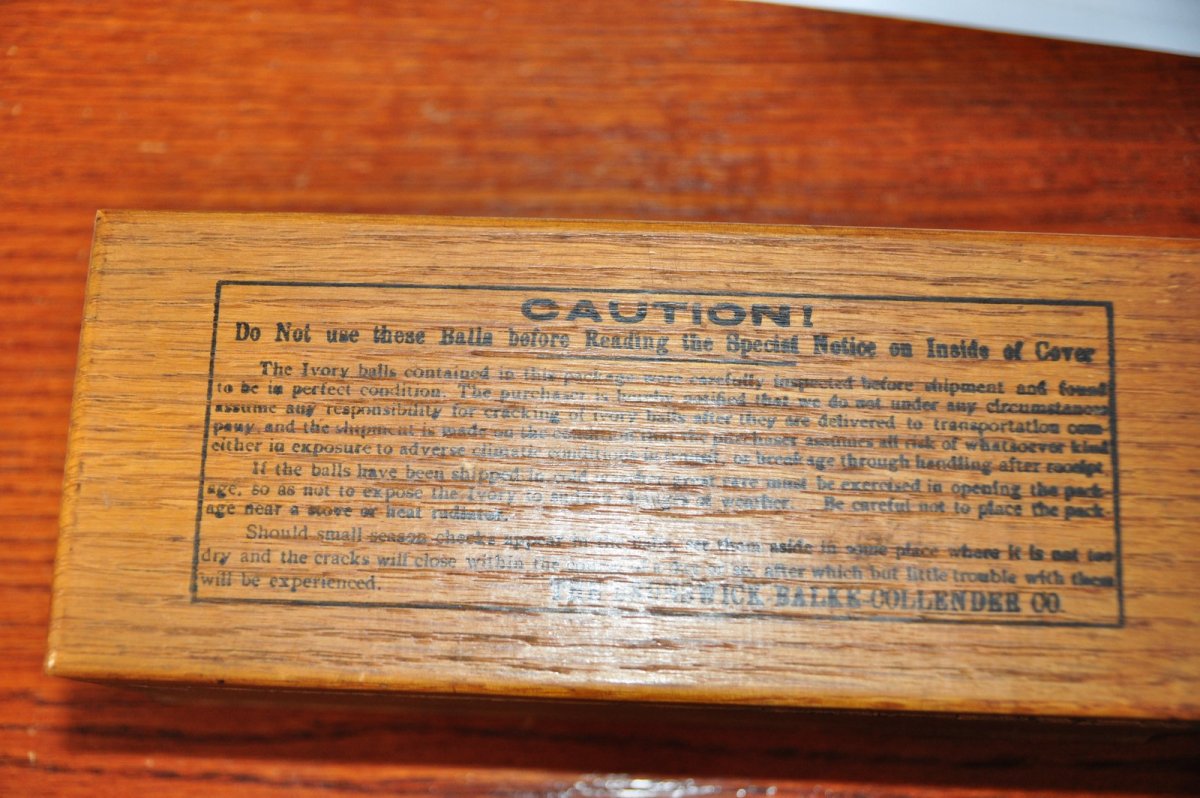 CAUTION!
Do Not use these Balls before Reading the Special Notice on Inside of Cover
The Ivory balls contained in this package were carefully inspected before shipment and found
to be in perfect condition. The purchaser is hereby notified that we do not under any circumstances
assume any responsibility for cracking of ivory balls after they are delivered to transportation com-
pany, and the shipment is made on the condition that the purchaser assumes all risk of whatsoever kind
either in exposure to adverse climatic conditions in transit, or breakage through handling after receipt.
If the balls have been shipped in cold weather great care must be exercised in opening the pack-
age, so as not to expose the Ivory to sudden changes of weather. Be careful not to place the pack-
age near a stove or heat radiator.
Should small season checks appear in the set them aside in some place where it is not too
dry and the cracks will close within the or so, after which but little trouble with them
will be experienced.
THE BRUNSWICK-BALKE-COLLENDER CO.